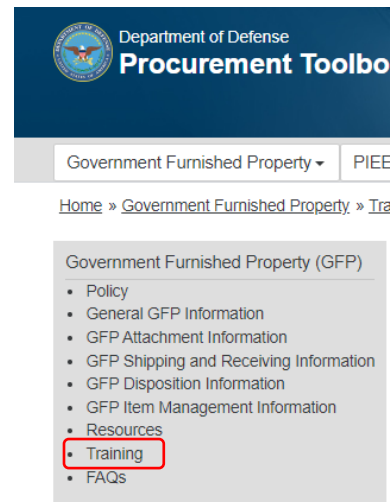 Department of Defense
Procurement Toolbo
Government Furnished Property PIEE
Home » Government Furnished Property » Tra
Government Furnished Property (GFP)
• Policy
• General GFP Information
• GFP Attachment Information
• GFP Shipping and Receiving Information
• GFP Disposition Information
• GFP Item Management Information
• Resources
• Training
• FAQs